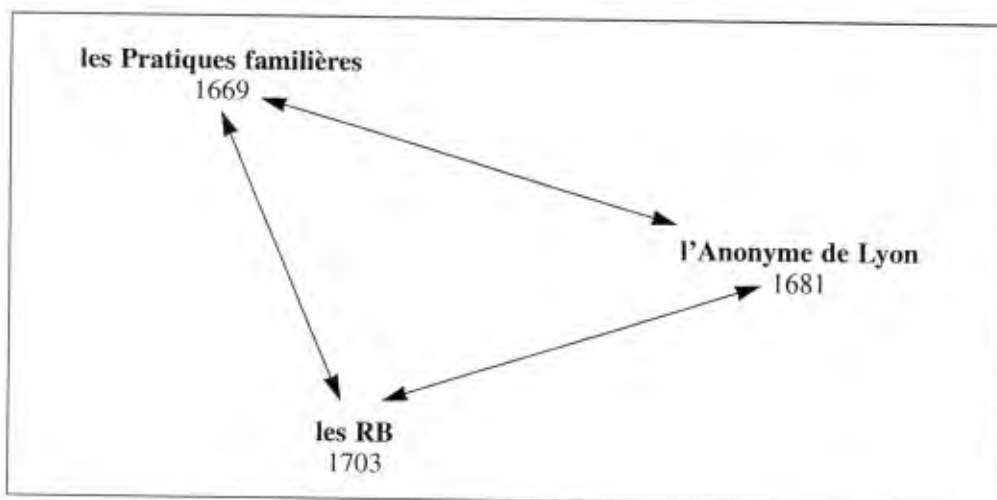 les Pratiques familières
1669
l'Anonyme de Lyon
1681
les RB
1703